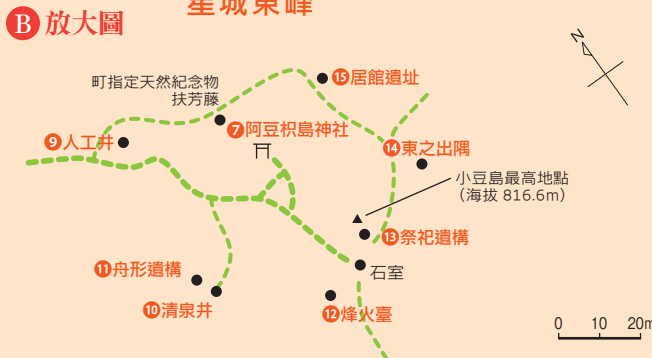 星城東峰
B 放大圖
N
町指定天然紀念物
扶芳藤
⑮居館遺址
⑦阿豆枳島神社
⑨人工井
⑭東之出隅
小豆島最高地點
（海拔 816.6m）
⑬祭祀遺構
石室
⑪舟形遺構
⑩清泉井
⑫烽火臺
0 10 20m